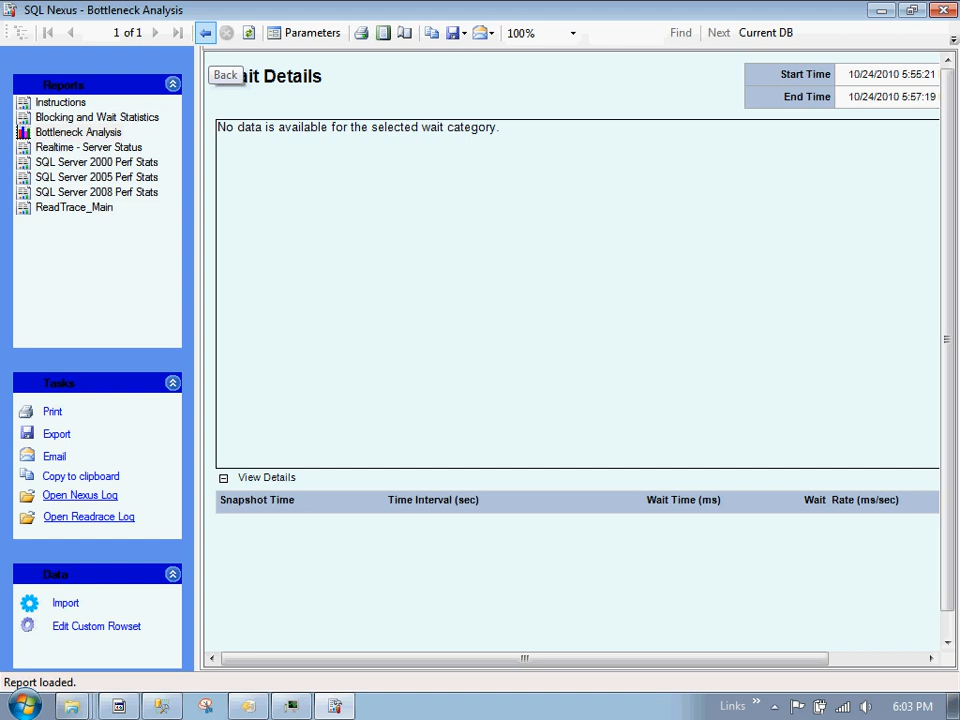 SQL Nexus - Bottleneck Analysis
1 of 1
Parameters
100%
Find
Next
Current DB
Reports
Instructions
Blocking and Wait Statistics
Bottleneck Analysis
Realtime - Server Status
SQL Server 2000 Perf Stats
SQL Server 2005 Perf Stats
SQL Server 2008 Perf Stats
ReadTrace_Main
Tasks
Print
Export
Email
Copy to clipboard
Open Nexus Log
Open Readrace Log
Data
Import
Edit Custom Rowset
Back
ait Details
Start Time 10/24/2010 5:55:21
End Time 10/24/2010 5:57:19
No data is available for the selected wait category.
View Details
Snapshot Time Time Interval (sec) Wait Time (ms) Wait Rate (ms/sec)
Report loaded.
Links
6:03 PM